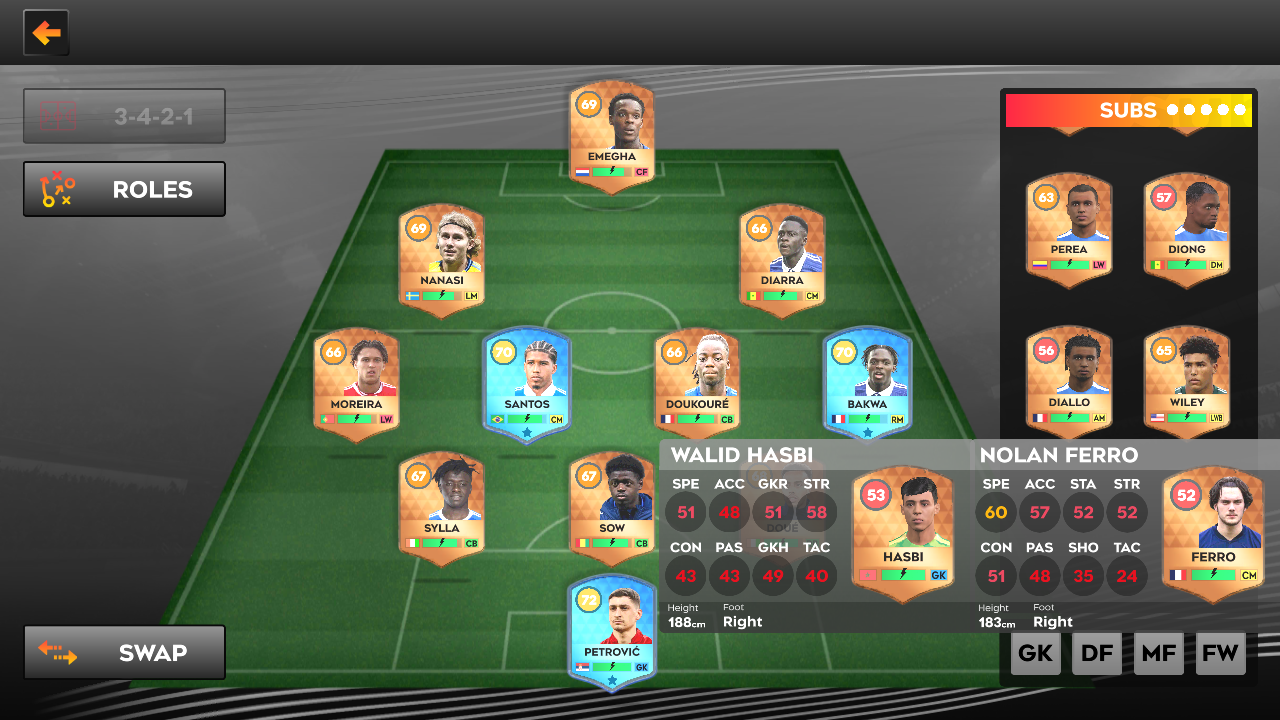 3-4-2-1
ROLES
SUBS
69
EMEGHA
CF
69
NANASI
LM
66
DIARRA
CM
63
PEREA
LW
57
DIONG
DM
66
MOREIRA
LW
70
SANTOS
CM
66
DOUKOURÉ
CB
70
BAKWA
RM
56
DIALLO
AM
65
WILEY
LWB
67
SYLLA
CB
67
SOW
CB
DOUÉ
72
PETROVIĆ
GK
WALID HASBI
SPE ACC GKR STR
51 48 51 58
CON PAS GKH TAC
43 43 49 40
Height Foot
188cm Right
53
HASBI
GK
NOLAN FERRO
SPE ACC STA STR
60 57 52 52
CON PAS SHO TAC
51 48 35 24
Height Foot
183cm Right
52
FERRO
CM
SWAP
GK DF MF FW